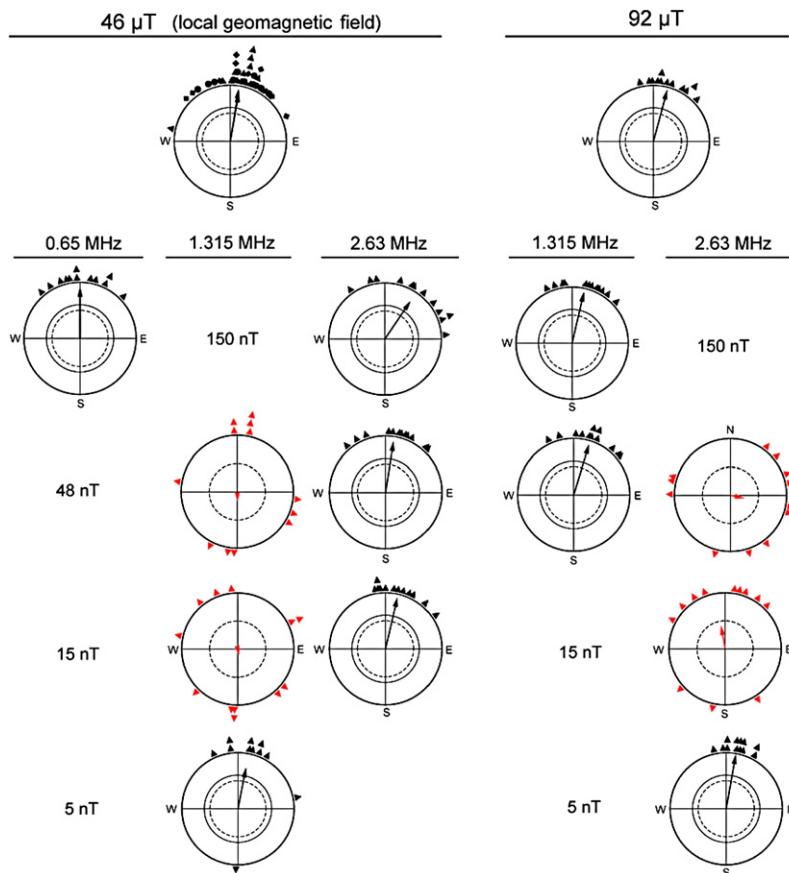 46 µT (local geomagnetic field) 92 µT
W E
S
W E
0.65 MHz 1.315 MHz 2.63 MHz 1.315 MHz 2.63 MHz
W E
S
150 nT
W E
S
W E
S
150 nT
48 nT
W E
S
W E
S
N
15 nT
W E
W E
S
15 nT
W
S
E
5 nT
W E
5 nT
W
S